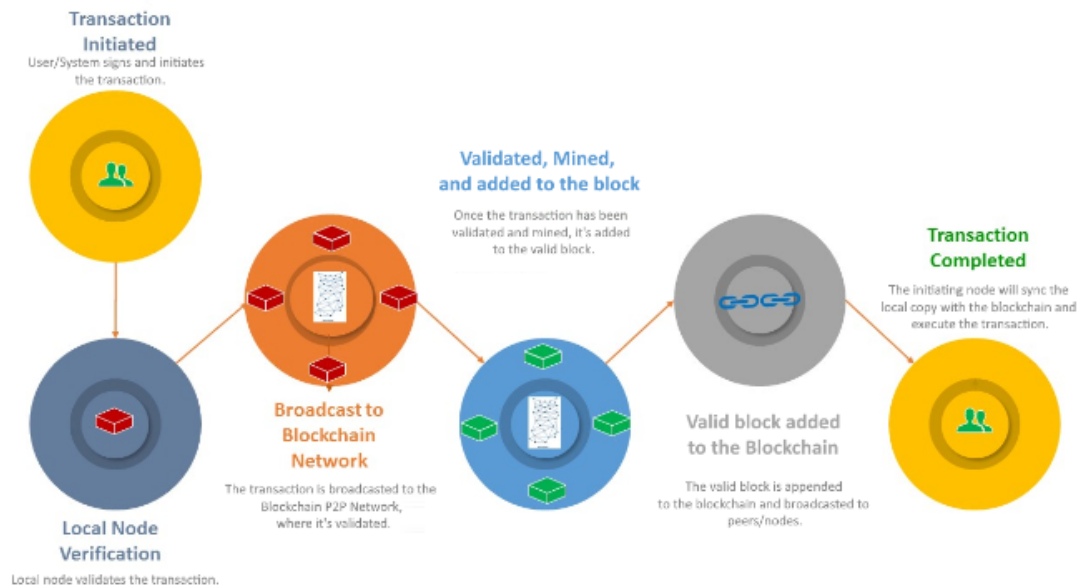 Transaction
Initiated
User/System signs and initiates
the transaction.
Local Node
Verification
Local node validates the transaction.
Broadcast to
Blockchain
Network
The transaction is broadcasted to the
Blockchain P2P Network,
where it's validated.
Validated, Mined,
and added to the block
Once the transaction has been
validated and mined, it's added
to the valid block.
Valid block added
to the Blockchain
The valid block is appended
to the blockchain and broadcasted to
peers/nodes.
Transaction
Completed
The initiating node will sync the
local copy with the blockchain and
execute the transaction.